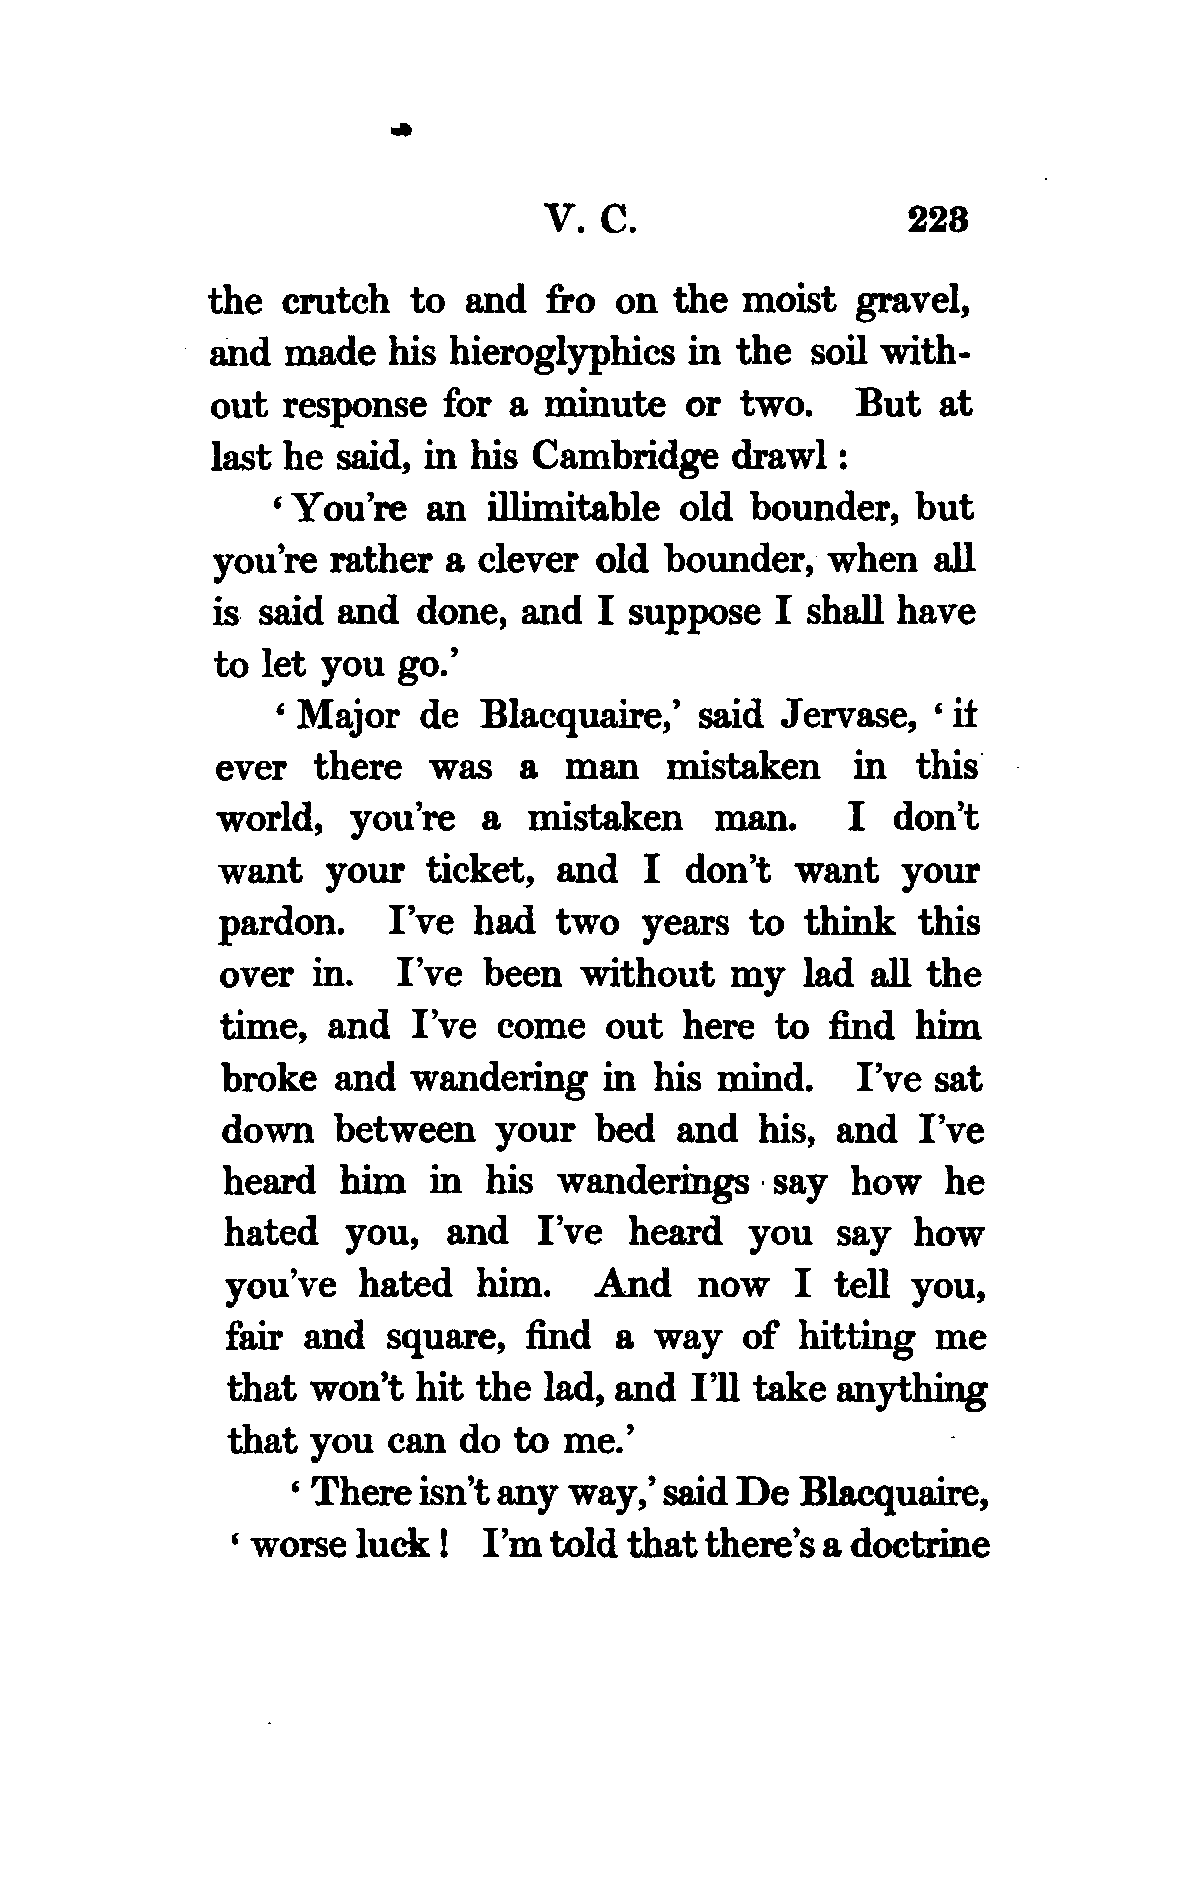 V. C. 223
the crutch to and fro on the moist gravel,
and made his hieroglyphics in the soil with-
out response for a minute or two. But at
last he said, in his Cambridge drawl :
‘ You’re an illimitable old bounder, but
you’re rather a clever old bounder, when all
is said and done, and I suppose I shall have
to let you go.’
‘ Major de Blacquaire,’ said Jervase, ‘ if
ever there was a man mistaken in this
world, you’re a mistaken man. I don’t
want your ticket, and I don’t want your
pardon. I’ve had two years to think this
over in. I’ve been without my lad all the
time, and I’ve come out here to find him
broke and wandering in his mind. I’ve sat
down between your bed and his, and I’ve
heard him in his wanderings say how he
hated you, and I’ve heard you say how
you’ve hated him. And now I tell you,
fair and square, find a way of hitting me
that won’t hit the lad, and I’ll take anything
that you can do to me.’
‘ There isn’t any way,’ said De Blacquaire,
‘ worse luck ! I’m told that there’s a doctrine